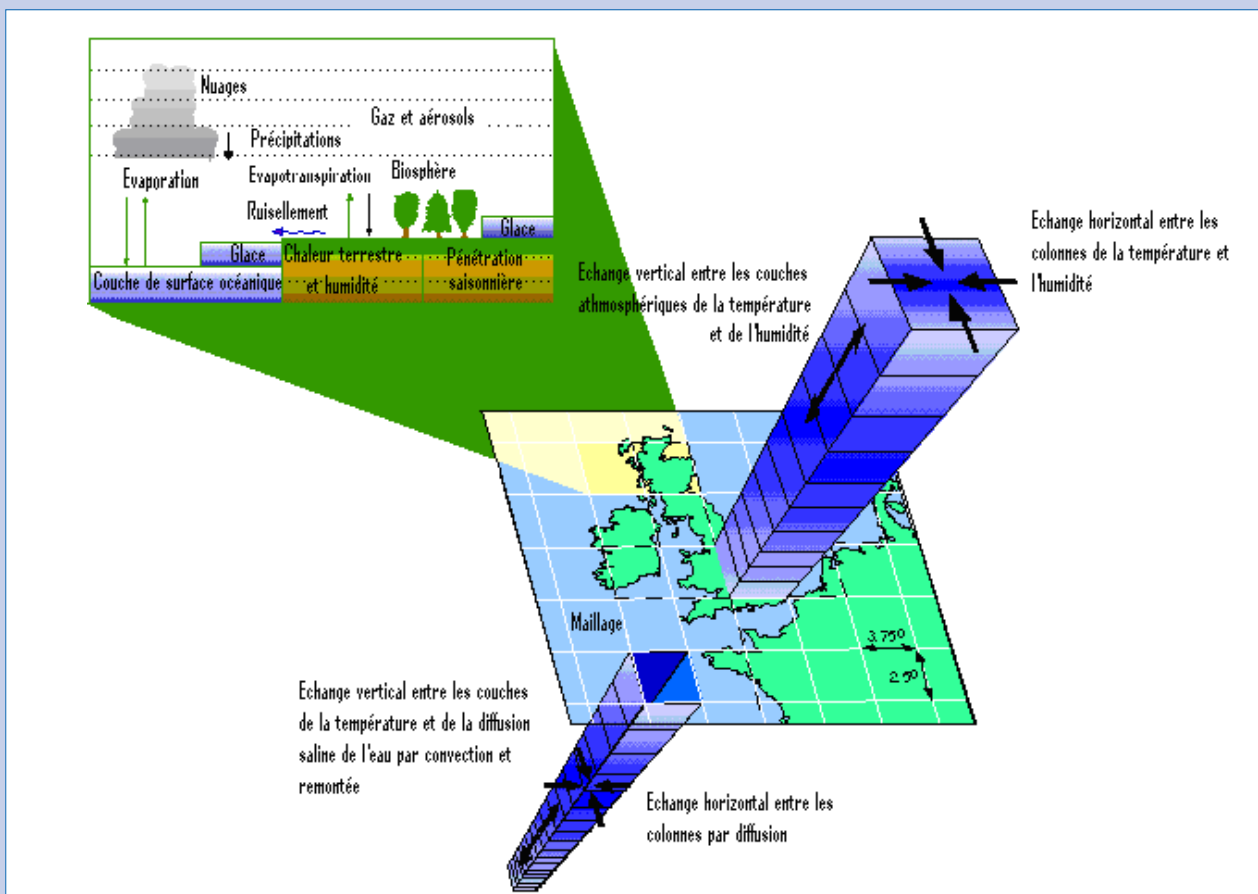 Nuages
Gaz et aérosols
Précipitations
Evaporation
Evapotranspiration
Biosphère
Ruisellement
Glace
Glace
Chaleur terrestre
et humidité
Pénétration
saisonnière
Couche de surface océanique
Echange horizontal entre les
colonnes de la température et
l'humidité
Echange vertical entre les couches
athmosphériques de la température
et de l'humidité
Maillage
3.75º
2.5º
Echange vertical entre les couches
de la température et de la diffusion
saline de l'eau par convection et
remontée
Echange horizontal entre les
colonnes par diffusion